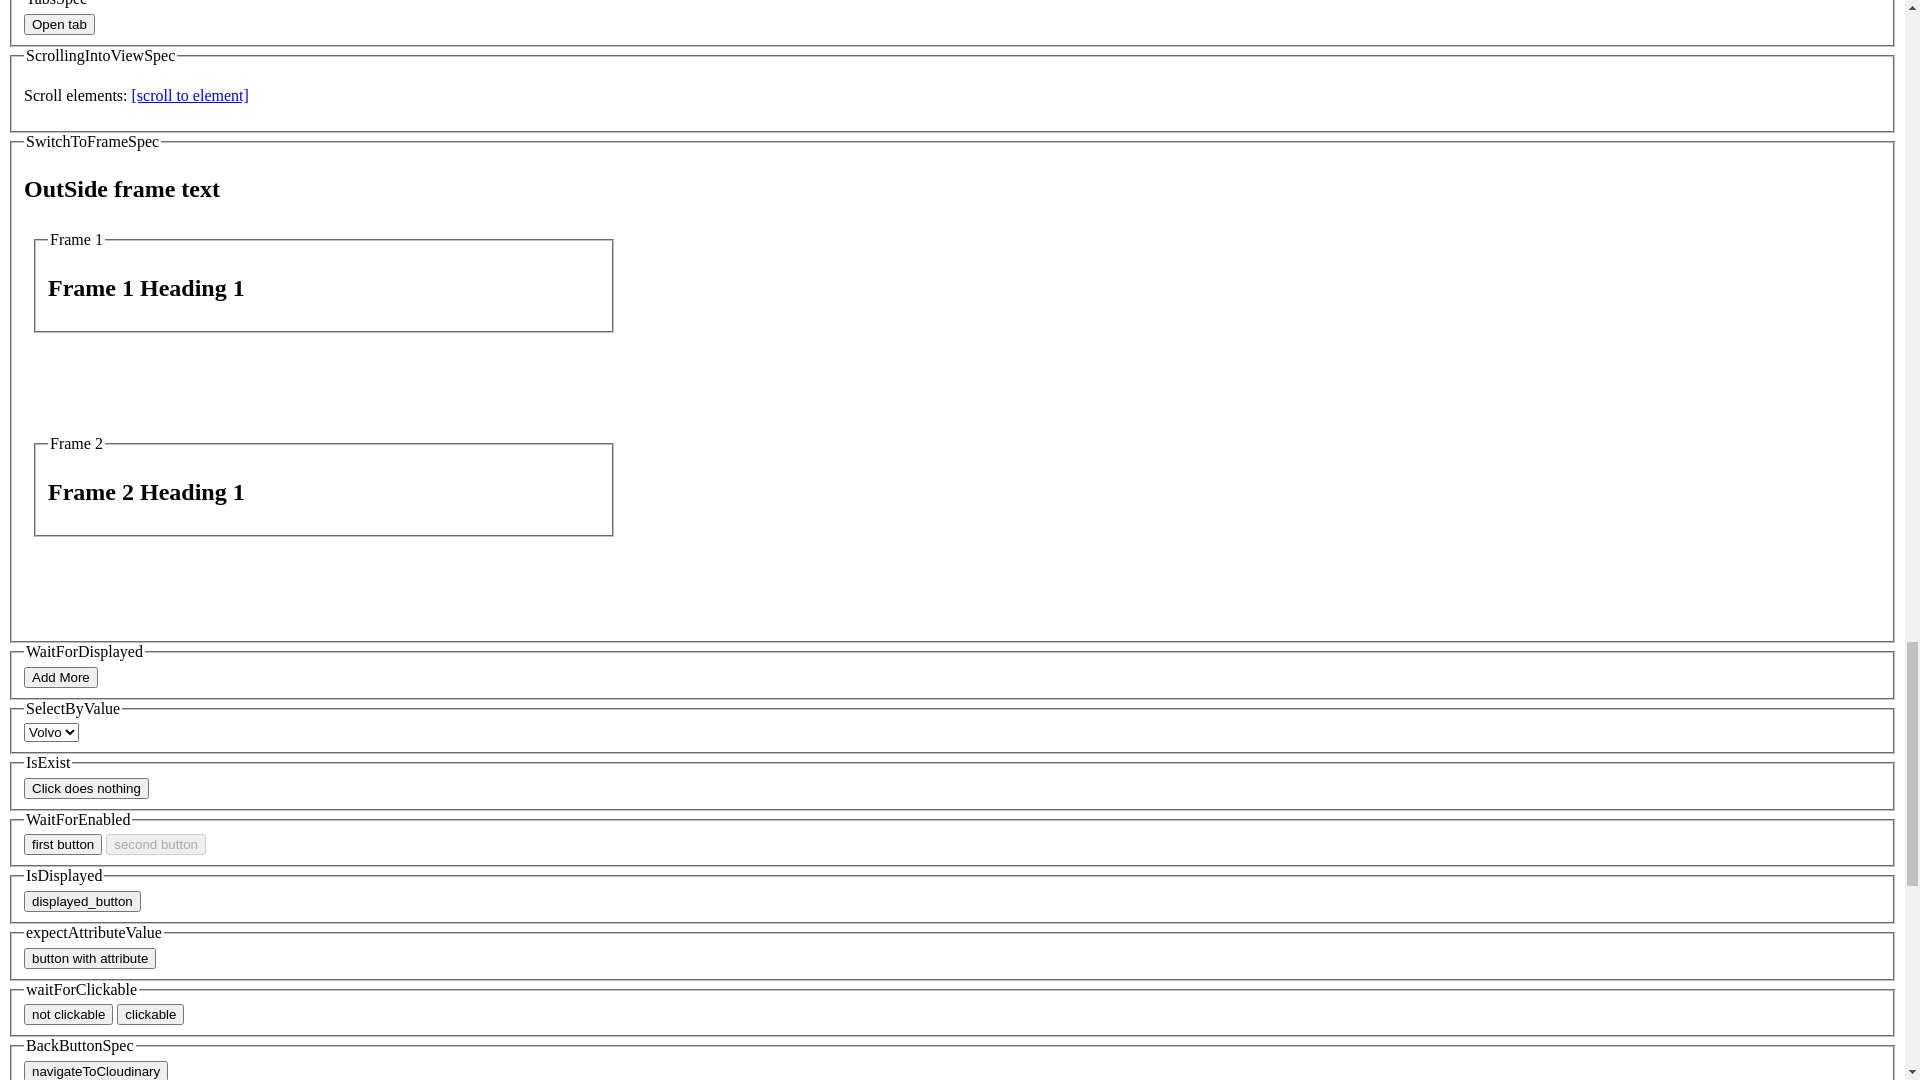 TabsSpec
Open tab
ScrollingIntoViewSpec
Scroll elements: [scroll to element]
SwitchToFrameSpec
OutSide frame text
Frame 1
Frame 1 Heading 1
Frame 2
Frame 2 Heading 1
WaitForDisplayed
Add More
SelectByValue
Volvo
IsExist
Click does nothing
WaitForEnabled
first button second button
IsDisplayed
displayed_button
expectAttributeValue
button with attribute
waitForClickable
not clickable clickable
BackButtonSpec
navigateToCloudinary